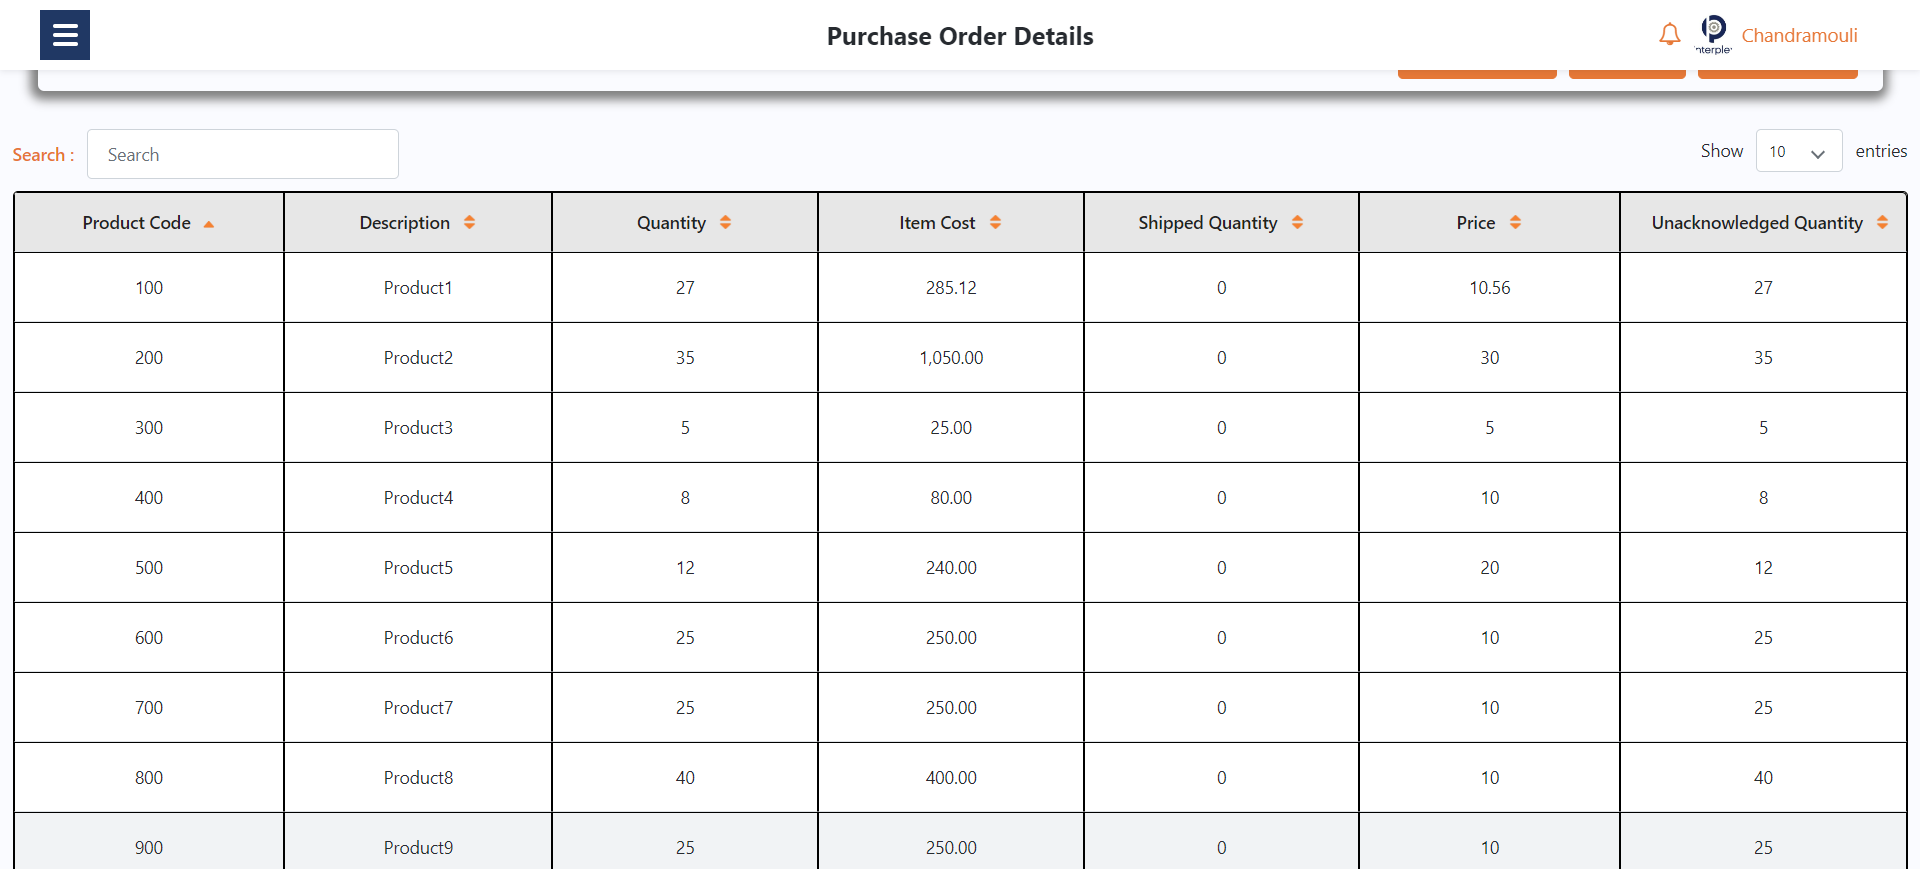 Purchase Order Details
nterple
Chandramouli
Search :
Search
Show 10 entries
Product Code Description Quantity Item Cost Shipped Quantity Price Unacknowledged Quantity
100 Product1 27 285.12 0 10.56 27
200 Product2 35 1,050.00 0 30 35
300 Product3 5 25.00 0 5 5
400 Product4 8 80.00 0 10 8
500 Product5 12 240.00 0 20 12
600 Product6 25 250.00 0 10 25
700 Product7 25 250.00 0 10 25
800 Product8 40 400.00 0 10 40
900 Product9 25 250.00 0 10 25